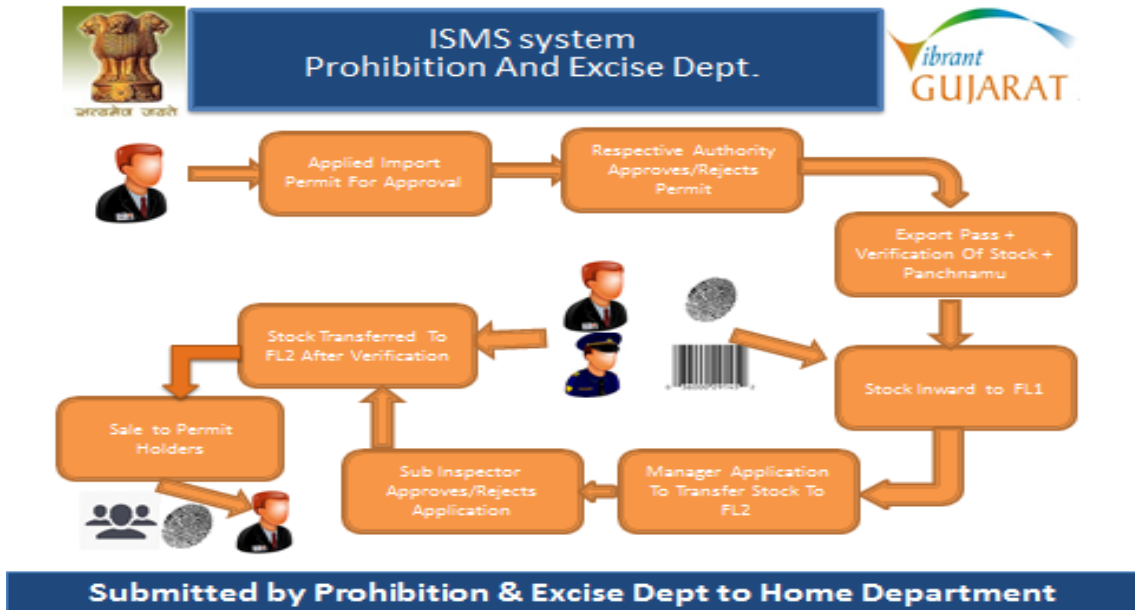 सत्यमेव जयते
ISMS system
Prohibition And Excise Dept.
Vibrant
GUJARAT
Applied Import
Permit For Approval
Respective Authority
Approves/Rejects
Permit
Export Pass +
Verification Of Stock +
Panchnamu
Stock Transferred To
FL2 After Verification
Stock Inward to FL1
Sale to Permit
Holders
Sub Inspector
Approves/Rejects
Application
Manager Application
To Transfer Stock To
FL2
Submitted by Prohibition & Excise Dept to Home Department